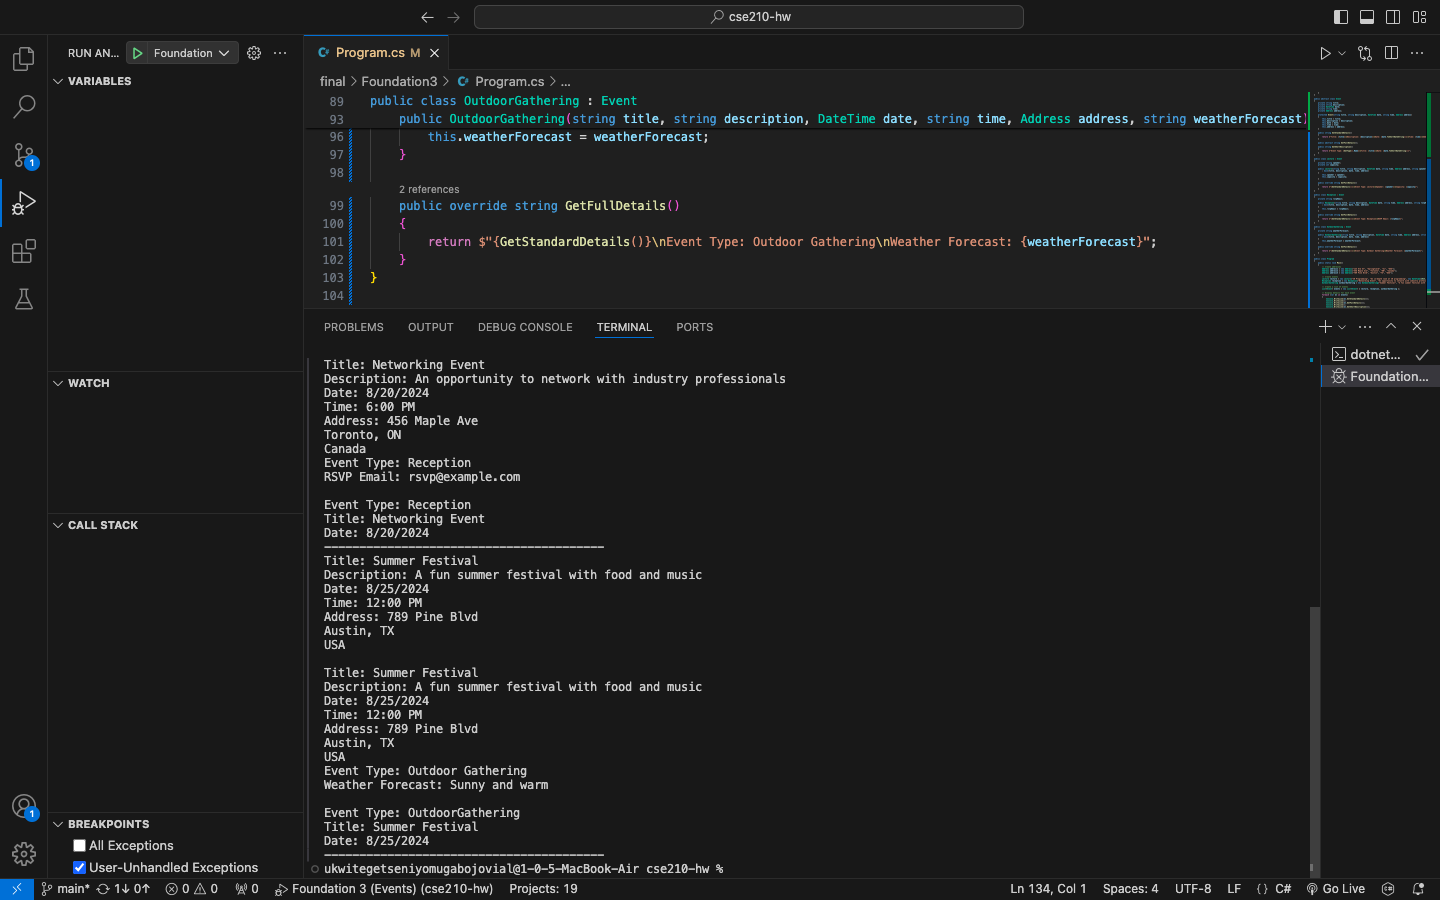 cse210-hw
RUN AN... Foundation
Program.cs M
VARIABLES
final > Foundation3 > Program.cs > ...
89 public class OutdoorGathering : Event
93 public OutdoorGathering(string title, string description, DateTime date, string time, Address address, string weatherForecast)
96 this.weatherForecast = weatherForecast;
97 }
98
2 references
99 public override string GetFullDetails()
100 {
101 return $"{GetStandardDetails()}\nEvent Type: Outdoor Gathering\nWeather Forecast: {weatherForecast}";
102 }
103 }
104
PROBLEMS OUTPUT DEBUG CONSOLE TERMINAL PORTS
dotnet...
Foundation...
Title: Networking Event
Description: An opportunity to network with industry professionals
Date: 8/20/2024
Time: 6:00 PM
Address: 456 Maple Ave
Toronto, ON
Canada
Event Type: Reception
RSVP Email: rsvp@example.com
Event Type: Reception
Title: Networking Event
Date: 8/20/2024
----------------------------------------
Title: Summer Festival
Description: A fun summer festival with food and music
Date: 8/25/2024
Time: 12:00 PM
Address: 789 Pine Blvd
Austin, TX
USA
Title: Summer Festival
Description: A fun summer festival with food and music
Date: 8/25/2024
Time: 12:00 PM
Address: 789 Pine Blvd
Austin, TX
USA
Event Type: Outdoor Gathering
Weather Forecast: Sunny and warm
Event Type: OutdoorGathering
Title: Summer Festival
Date: 8/25/2024
----------------------------------------
ukwitegetseniyomugabojovial@1-0-5-MacBook-Air cse210-hw %
WATCH
CALL STACK
BREAKPOINTS
All Exceptions
User-Unhandled Exceptions
1
1
main* 1↓ 0↑ 0 0 0 Foundation 3 (Events) (cse210-hw) Projects: 19 Ln 134, Col 1 Spaces: 4 UTF-8 LF {} C# Go Live